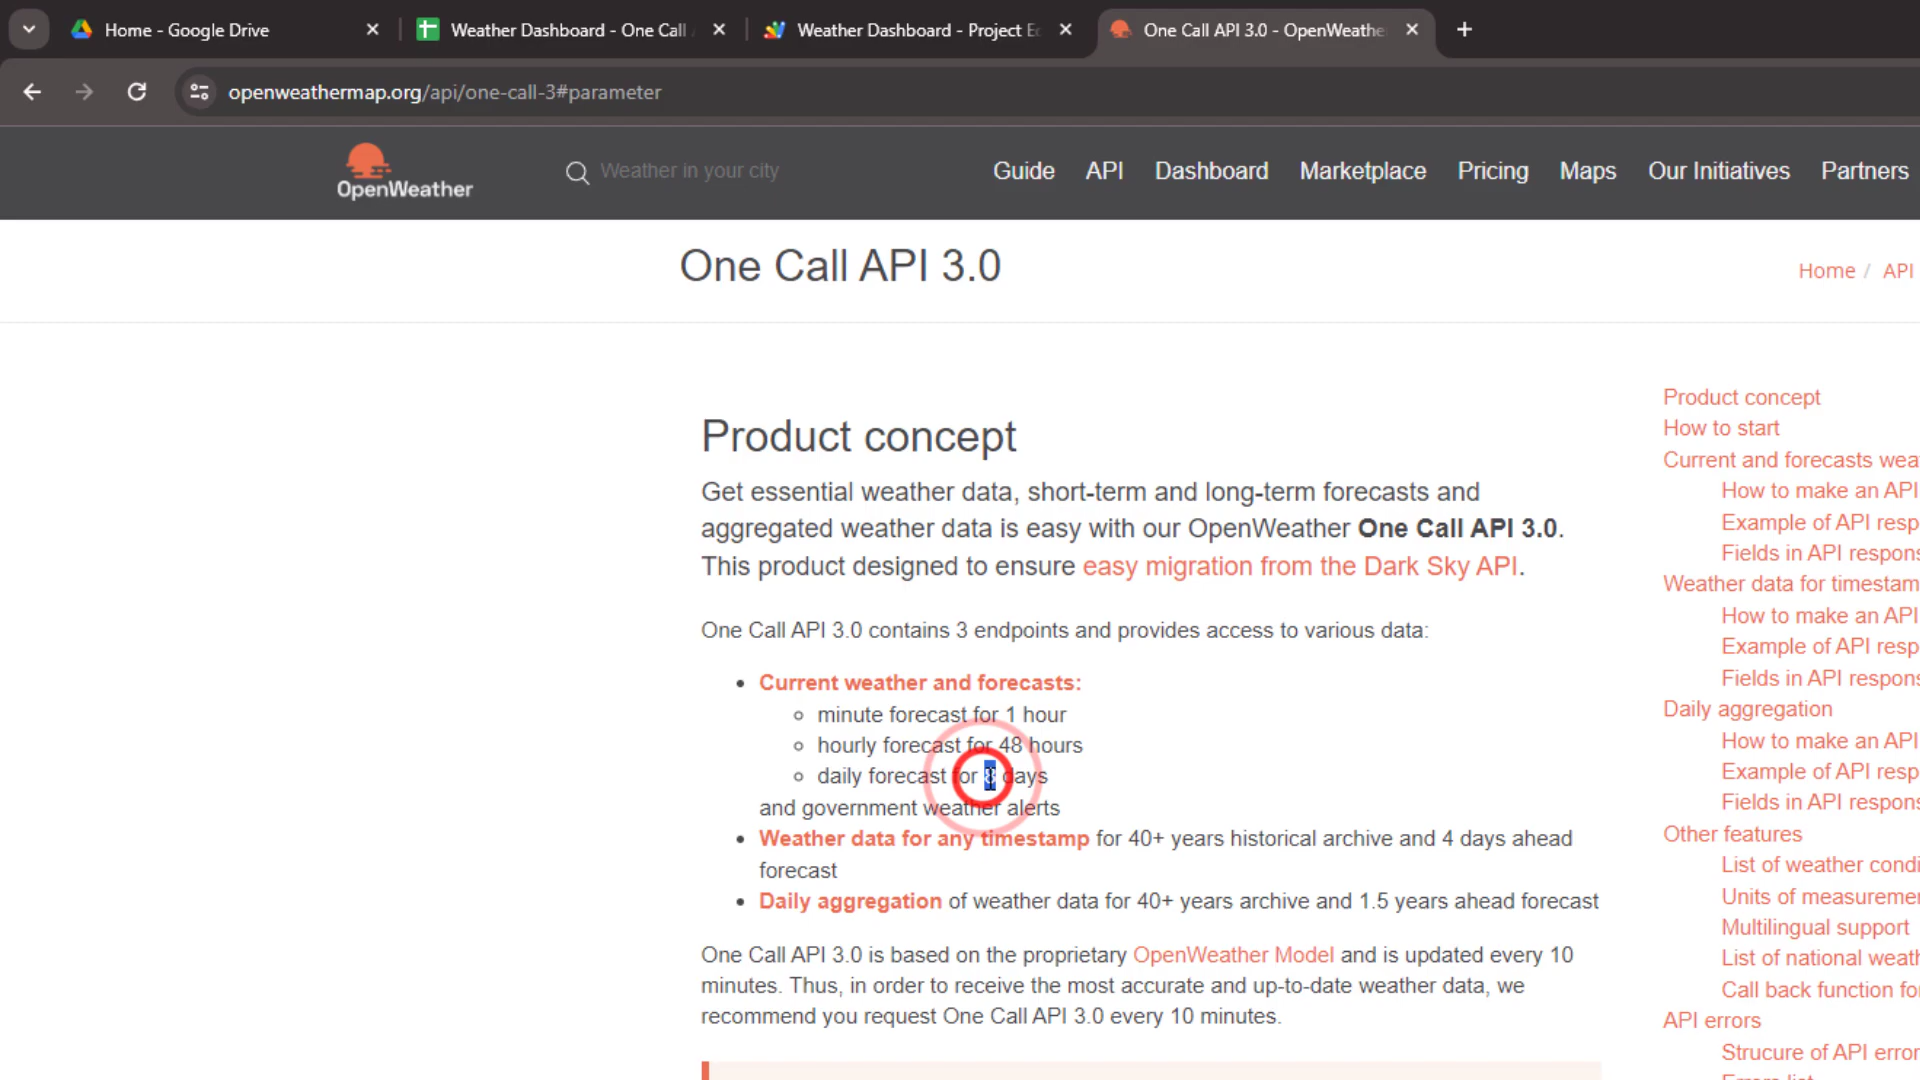 Home - Google Drive
Weather Dashboard - One Call
Weather Dashboard - Project E
One Call API 3.0 - OpenWeathe
openweathermap.org/api/one-call-3#parameter
OpenWeather
Weather in your city
Guide
API
Dashboard
Marketplace
Pricing
Maps
Our Initiatives
Partners
One Call API 3.0
Home / API
Product concept
Get essential weather data, short-term and long-term forecasts and
aggregated weather data is easy with our OpenWeather One Call API 3.0.
This product designed to ensure easy migration from the Dark Sky API.
One Call API 3.0 contains 3 endpoints and provides access to various data:
Current weather and forecasts:
minute forecast for 1 hour
hourly forecast for 48 hours
daily forecast for 8 days
and government weather alerts
Weather data for any timestamp for 40+ years historical archive and 4 days ahead
forecast
Daily aggregation of weather data for 40+ years archive and 1.5 years ahead forecast
One Call API 3.0 is based on the proprietary OpenWeather Model and is updated every 10
minutes. Thus, in order to receive the most accurate and up-to-date weather data, we
recommend you request One Call API 3.0 every 10 minutes.
Product concept
How to start
Current and forecasts wea
How to make an API
Example of API resp
Fields in API respons
Weather data for timestam
How to make an API
Example of API resp
Fields in API respons
Daily aggregation
How to make an API
Example of API resp
Fields in API respons
Other features
List of weather condi
Units of measuremen
Multilingual support
List of national weath
Call back function fo
API errors
Strucure of API error